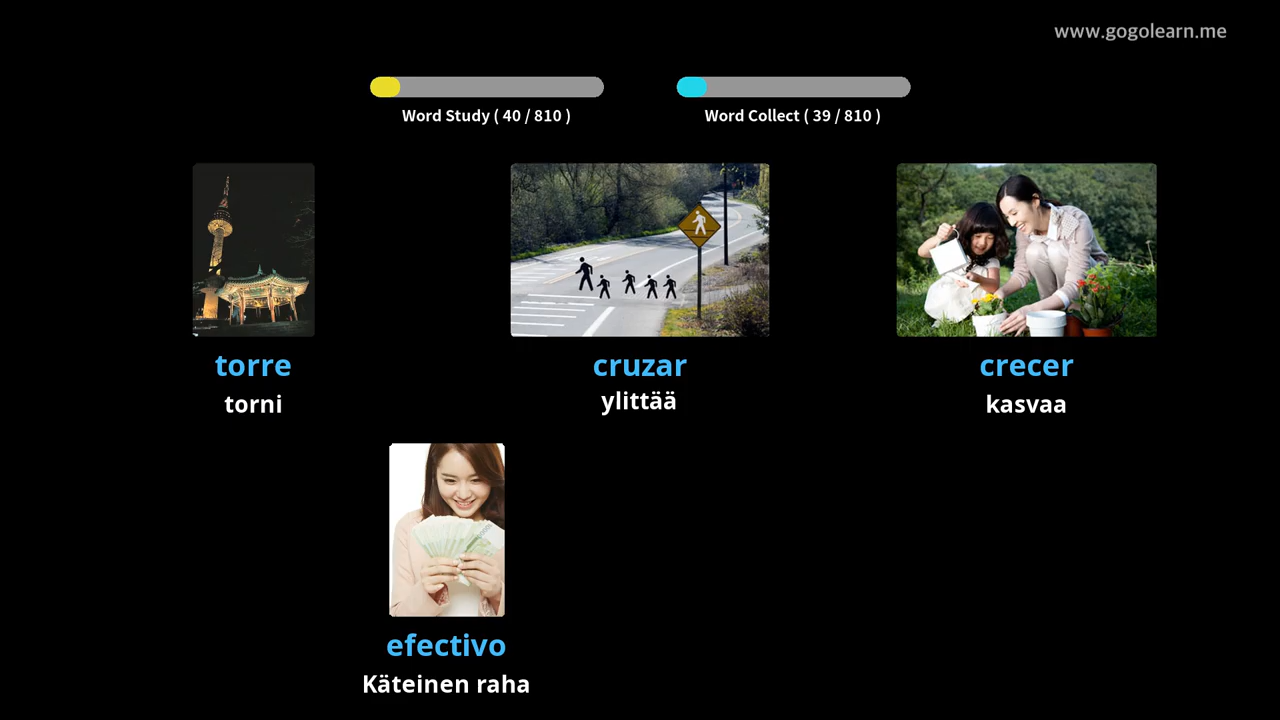 www.gogolearn.me
Word Study ( 40 / 810 )
Word Collect ( 39 / 810 )
torre
torni
cruzar
ylittää
crecer
kasvaa
efectivo
Käteinen raha